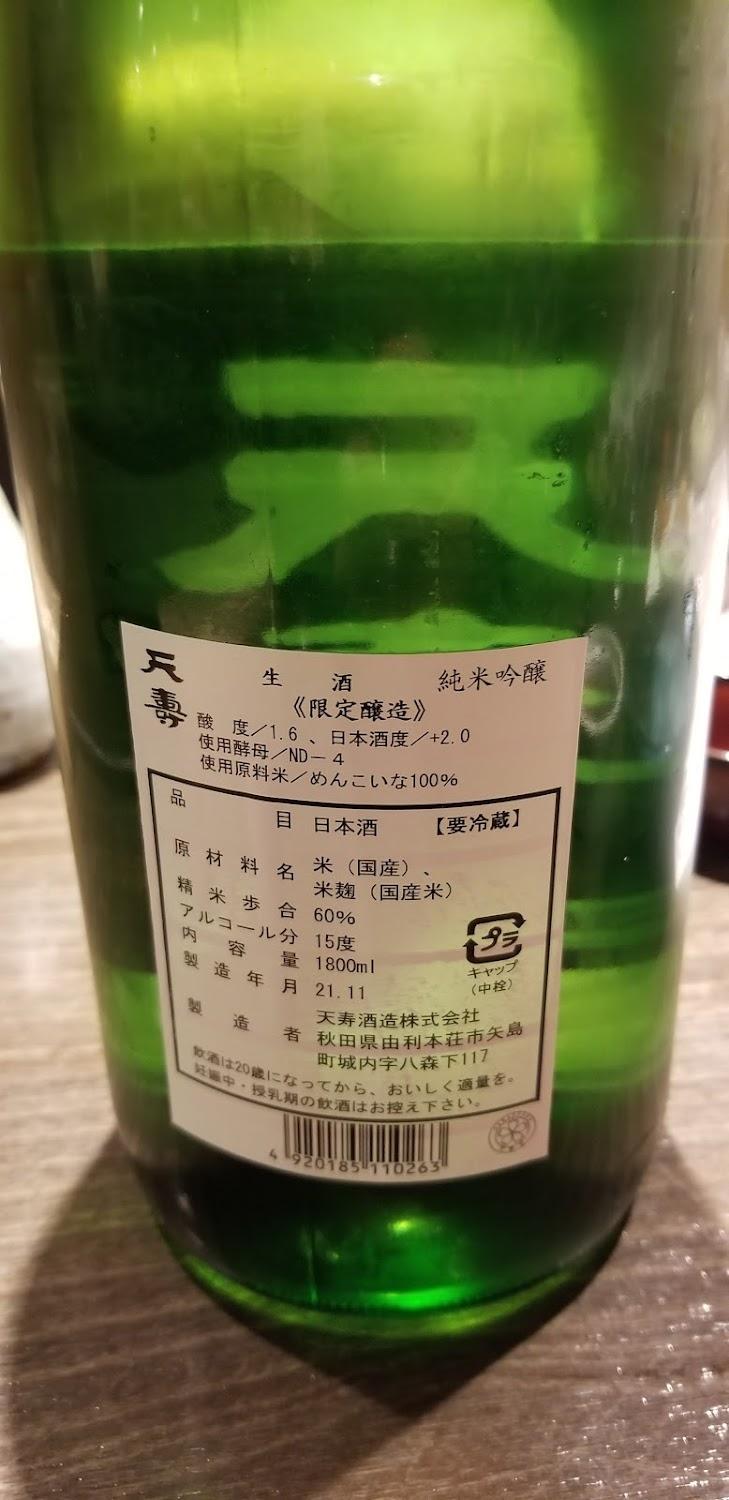 天
天壽
生酒 純米吟醸
《限定醸造》
酸度／1.6、日本酒度／+2.0
使用酵母／ND－4
使用原料米／めんこいな100%
品目 日本酒 【要冷蔵】
原材料名 米（国産）、
米麹（国産米）
精米歩合 60%
アルコール分 15度
内容量 1800ml
製造年月 21.11
プラ
キャップ
（中栓）
製造者 天寿酒造株式会社
秋田県由利本荘市矢島
町城内字八森下117
飲酒は20歳になってから、おいしく適量を。
妊娠中・授乳期の飲酒はお控え下さい。
4 920185 110263